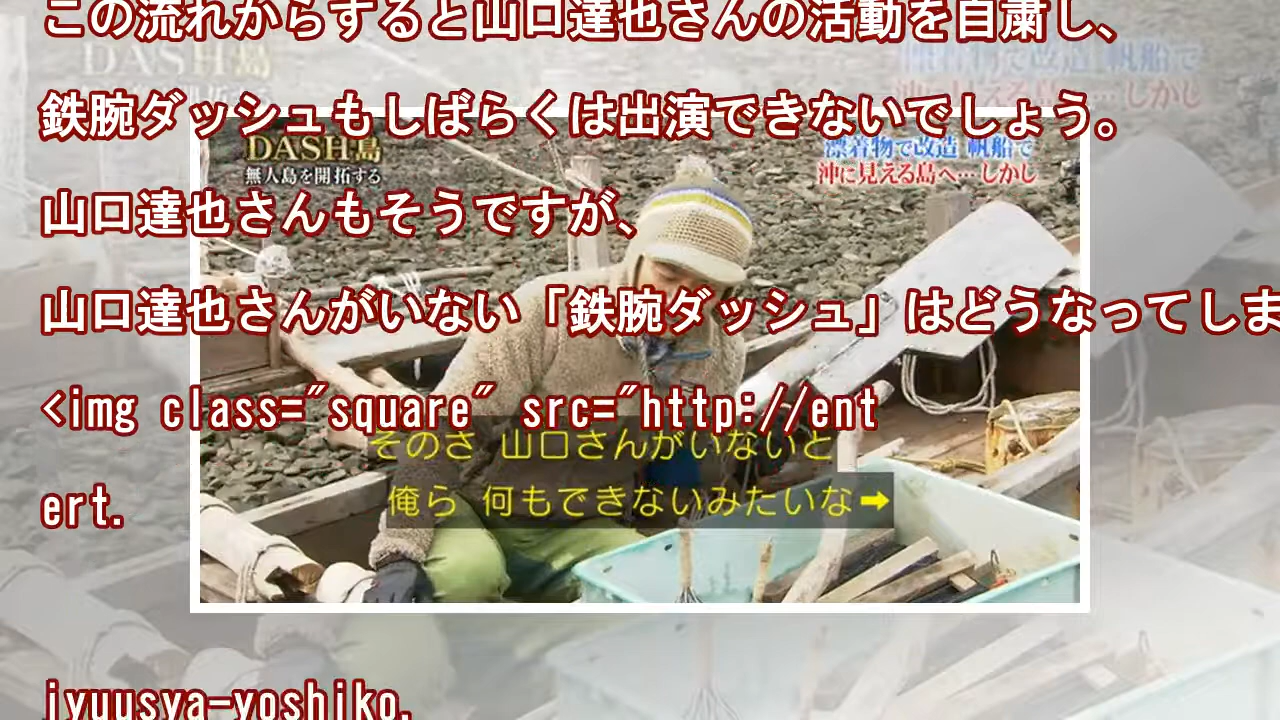 この流れからすると山口達也さんの活動を自粛し、
鉄腕ダッシュもしばらくは出演できないでしょう。
DASH島
無人島を開拓する
漂着物で改造 帆船で
沖に見える島へ…しかし
山口達也さんもそうですが、
山口達也さんがいない「鉄腕ダッシュ」はどうなってしま
<img class="square" src="http://ent
そのさ 山口さんがいないと
俺ら 何もできないみたいな➡
ert.
jyuusya-yoshiko.